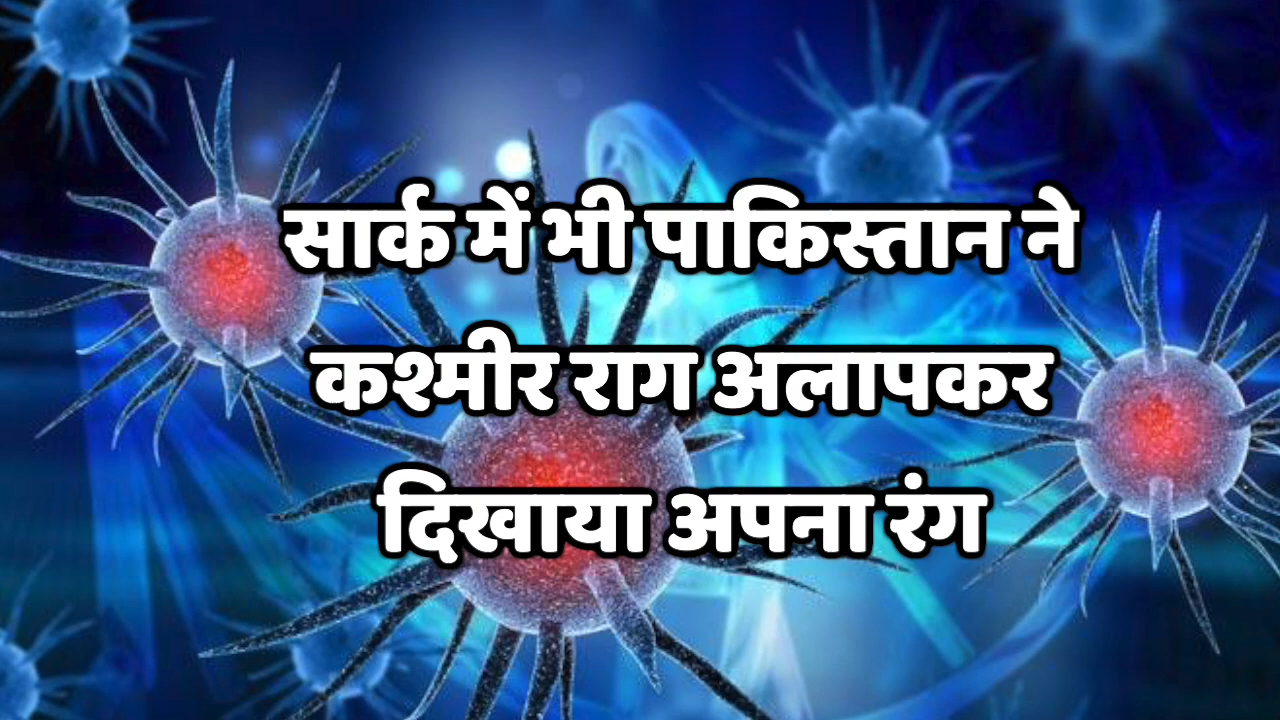 सार्क में भी पाकिस्तान ने
कश्मीर राग अलापकर
दिखाया अपना रंग